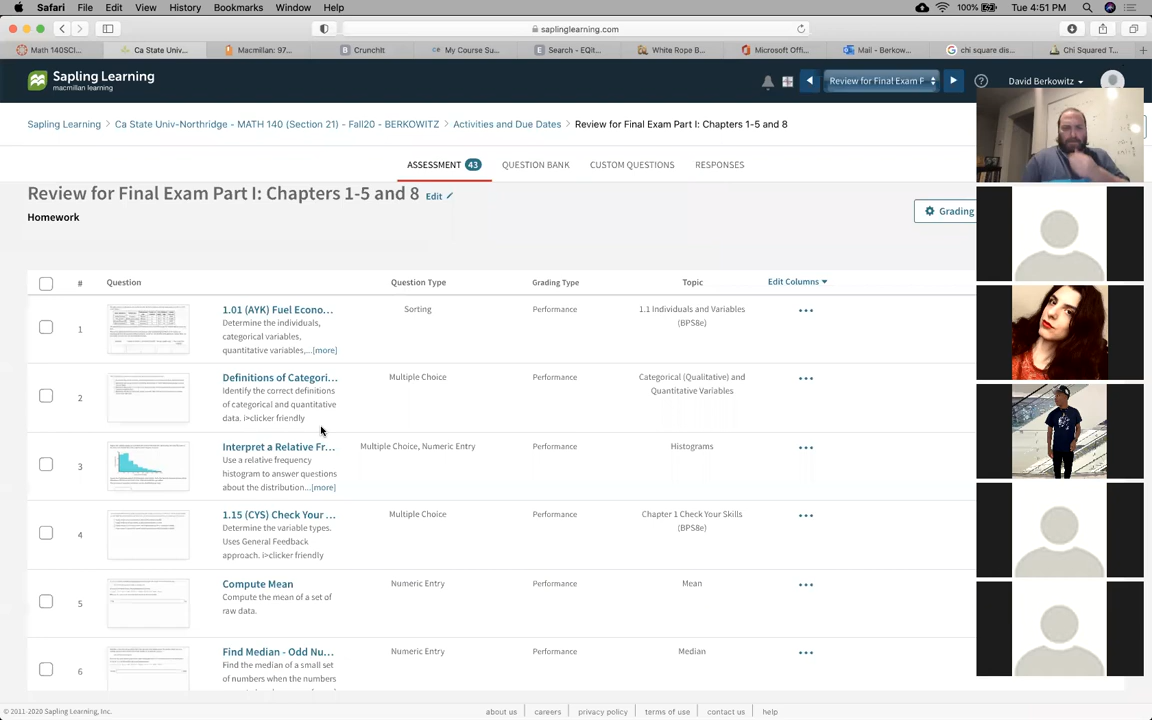 Safari File Edit View History Bookmarks Window Help 100% Tue 4:51 PM
saplinglearning.com
Math 140SCI... Ca State Univ... Macmillan: 97... CrunchIt My Course Su... Search - EQit... White Rope B... Microsoft Offi... Mail - Berkow... chi square dis... Chi Squared T...
Sapling Learning
macmillan learning
Review for Final Exam F
David Berkowitz
Sapling Learning / Ca State Univ-Northridge - MATH 140 (Section 21) - Fall20 - BERKOWITZ / Activities and Due Dates / Review for Final Exam Part I: Chapters 1-5 and 8
ASSESSMENT 43 QUESTION BANK CUSTOM QUESTIONS RESPONSES
Review for Final Exam Part I: Chapters 1-5 and 8 Edit
Homework
Grading
# Question Question Type Grading Type Topic Edit Columns
1 1.01 (AYK) Fuel Econo... Sorting Performance 1.1 Individuals and Variables
Determine the individuals, (BPS8e)
categorical variables,
quantitative variables,...[more]
2 Definitions of Categori... Multiple Choice Performance Categorical (Qualitative) and
Identify the correct definitions Quantitative Variables
of categorical and quantitative
data. i>clicker friendly
3 Interpret a Relative Fr... Multiple Choice, Numeric Entry Performance Histograms
Use a relative frequency
histogram to answer questions
about the distribution...[more]
4 1.15 (CYS) Check Your ... Multiple Choice Performance Chapter 1 Check Your Skills
Determine the variable types. (BPS8e)
Uses General Feedback
approach. i>clicker friendly
5 Compute Mean Numeric Entry Performance Mean
Compute the mean of a set of
raw data.
6 Find Median - Odd Nu... Numeric Entry Performance Median
Find the median of a small set
of numbers when the numbers
© 2011-2020 Sapling Learning, Inc. about us | careers | privacy policy | terms of use | contact us | help